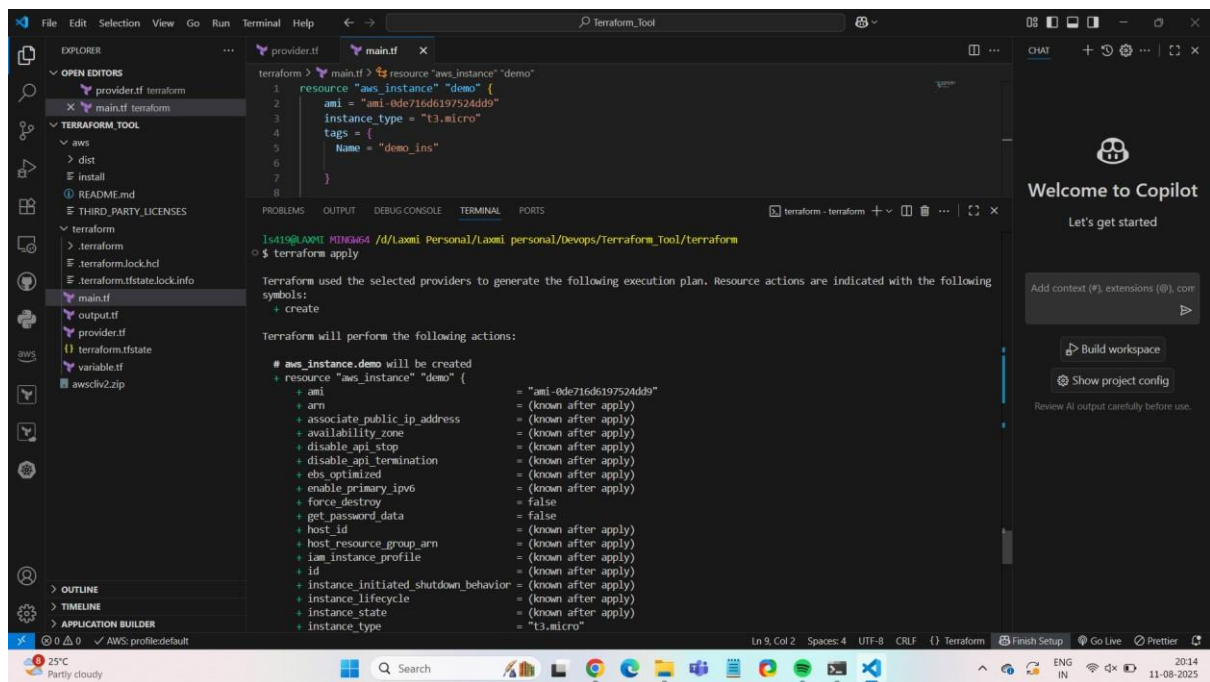 File Edit Selection View Go Run Terminal Help
Terraform_Tool
EXPLORER
OPEN EDITORS
provider.tf terraform
main.tf terraform
TERRAFORM_TOOL
aws
dist
install
README.md
THIRD_PARTY_LICENSES
terraform
.terraform
.terraform.lock.hcl
.terraform.tfstate.lock.info
main.tf
output.tf
provider.tf
terraform.tfstate
variable.tf
awscliv2.zip
OUTLINE
TIMELINE
APPLICATION BUILDER
provider.tf main.tf
terraform > main.tf > resource "aws_instance" "demo"
1 resource "aws_instance" "demo" {
2 ami = "ami-0de716d6197524dd9"
3 instance_type = "t3.micro"
4 tags = {
5 Name = "demo_ins"
6
7 }
8
PROBLEMS OUTPUT DEBUG CONSOLE TERMINAL PORTS
terraform - terraform
ls419@LAXMI MINGW64 /d/Laxmi Personal/Laxmi personal/Devops/Terraform_Tool/terraform
$ terraform apply
Terraform used the selected providers to generate the following execution plan. Resource actions are indicated with the following
symbols:
+ create
Terraform will perform the following actions:
# aws_instance.demo will be created
+ resource "aws_instance" "demo" {
+ ami = "ami-0de716d6197524dd9"
+ arn = (known after apply)
+ associate_public_ip_address = (known after apply)
+ availability_zone = (known after apply)
+ disable_api_stop = (known after apply)
+ disable_api_termination = (known after apply)
+ ebs_optimized = (known after apply)
+ enable_primary_ipv6 = (known after apply)
+ force_destroy = false
+ get_password_data = false
+ host_id = (known after apply)
+ host_resource_group_arn = (known after apply)
+ iam_instance_profile = (known after apply)
+ id = (known after apply)
+ instance_initiated_shutdown_behavior = (known after apply)
+ instance_lifecycle = (known after apply)
+ instance_state = (known after apply)
+ instance_type = "t3.micro"
CHAT
Welcome to Copilot
Let's get started
Add context (#), extensions (@), com
Build workspace
Show project config
Review AI output carefully before use.
0 0 AWS: profile:default
Ln 9, Col 2 Spaces: 4 UTF-8 CRLF {} Terraform Finish Setup Go Live Prettier
8
25°C
Partly cloudy
Search
ENG
IN
20:14
11-08-2025